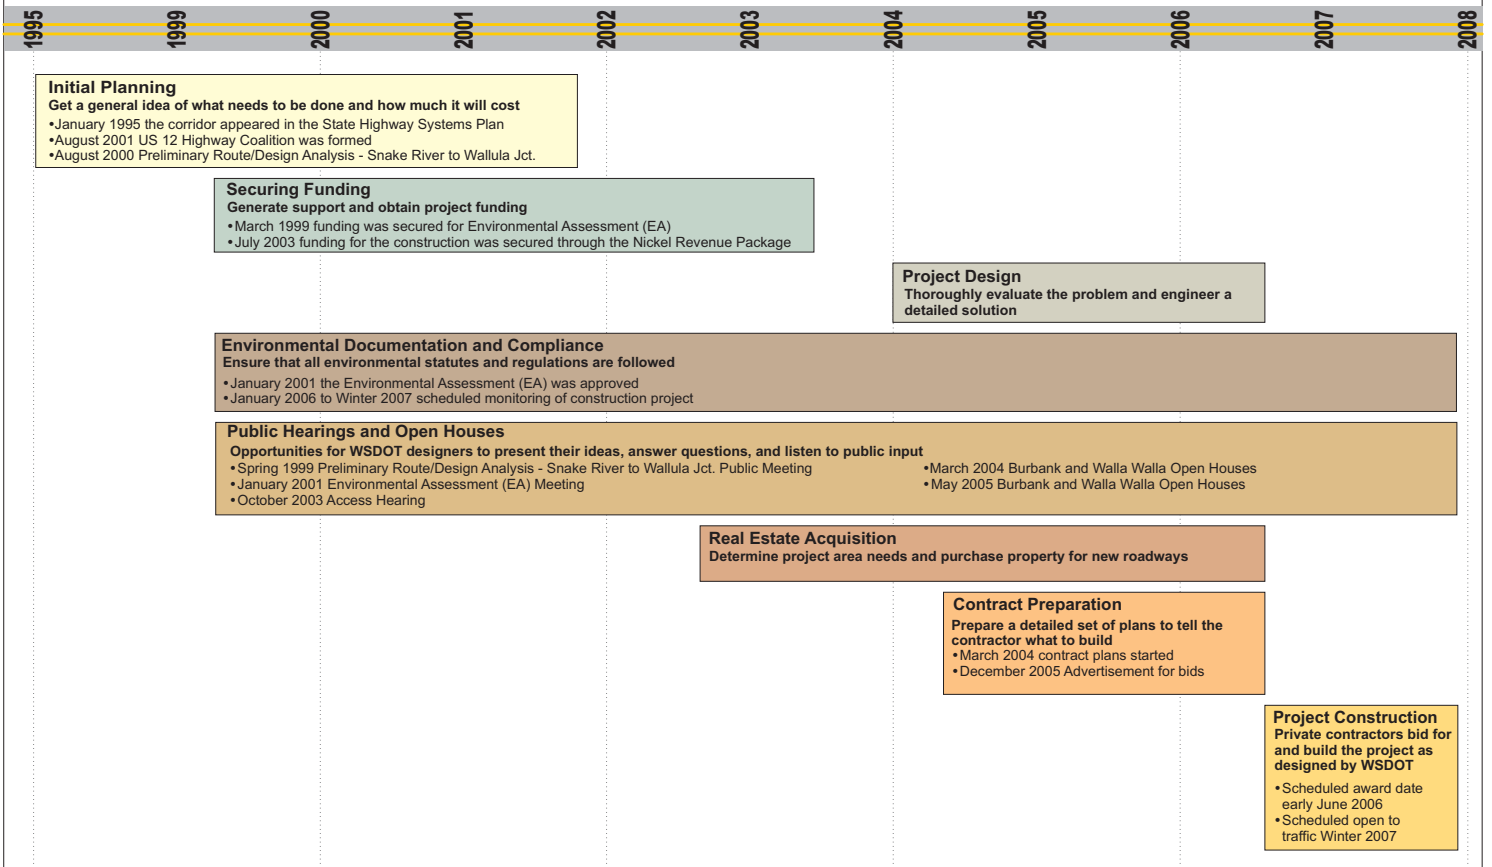 1995 1999 2000 2001 2002 2003 2004 2005 2006 2007 2008
Initial Planning
Get a general idea of what needs to be done and how much it will cost
•January 1995 the corridor appeared in the State Highway Systems Plan
•August 2001 US 12 Highway Coalition was formed
•August 2000 Preliminary Route/Design Analysis - Snake River to Wallula Jct.
Securing Funding
Generate support and obtain project funding
•March 1999 funding was secured for Environmental Assessment (EA)
•July 2003 funding for the construction was secured through the Nickel Revenue Package
Project Design
Thoroughly evaluate the problem and engineer a
detailed solution
Environmental Documentation and Compliance
Ensure that all environmental statutes and regulations are followed
•January 2001 the Environmental Assessment (EA) was approved
•January 2006 to Winter 2007 scheduled monitoring of construction project
Public Hearings and Open Houses
Opportunities for WSDOT designers to present their ideas, answer questions, and listen to public input
•Spring 1999 Preliminary Route/Design Analysis - Snake River to Wallula Jct. Public Meeting
•January 2001 Environmental Assessment (EA) Meeting
•October 2003 Access Hearing
•March 2004 Burbank and Walla Walla Open Houses
•May 2005 Burbank and Walla Walla Open Houses
Real Estate Acquisition
Determine project area needs and purchase property for new roadways
Contract Preparation
Prepare a detailed set of plans to tell the
contractor what to build
•March 2004 contract plans started
•December 2005 Advertisement for bids
Project Construction
Private contractors bid for
and build the project as
designed by WSDOT
•Scheduled award date
early June 2006
•Scheduled open to
traffic Winter 2007